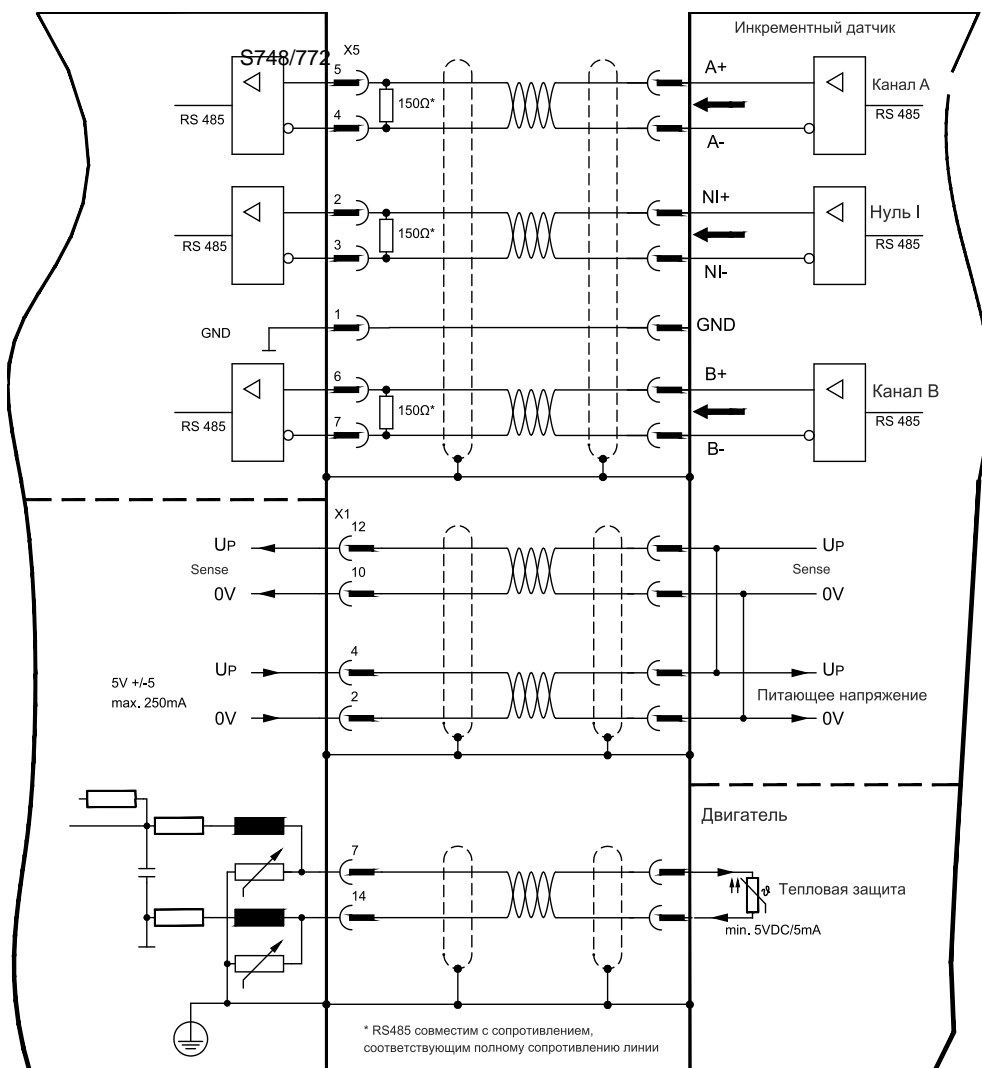 Инкрементный датчик
S748/772
X5
5
A+
Канал A
150Ω*
RS 485
RS 485
4
A-
2
NI+
Нуль I
150Ω*
RS 485
RS 485
3
NI-
1
GND
GND
6
B+
Канал B
150Ω*
RS 485
RS 485
7
B-
X1
12
UP
UP
Sense
Sense
10
0V
0V
4
UP
UP
5V +/-5
max. 250mA
Питающее напряжение
2
0V
0V
Двигатель
7
ϑ
Тепловая защита
14
min. 5VDC/5mA
* RS485 совместим с сопротивлением,
соответствующим полному сопротивлению линии